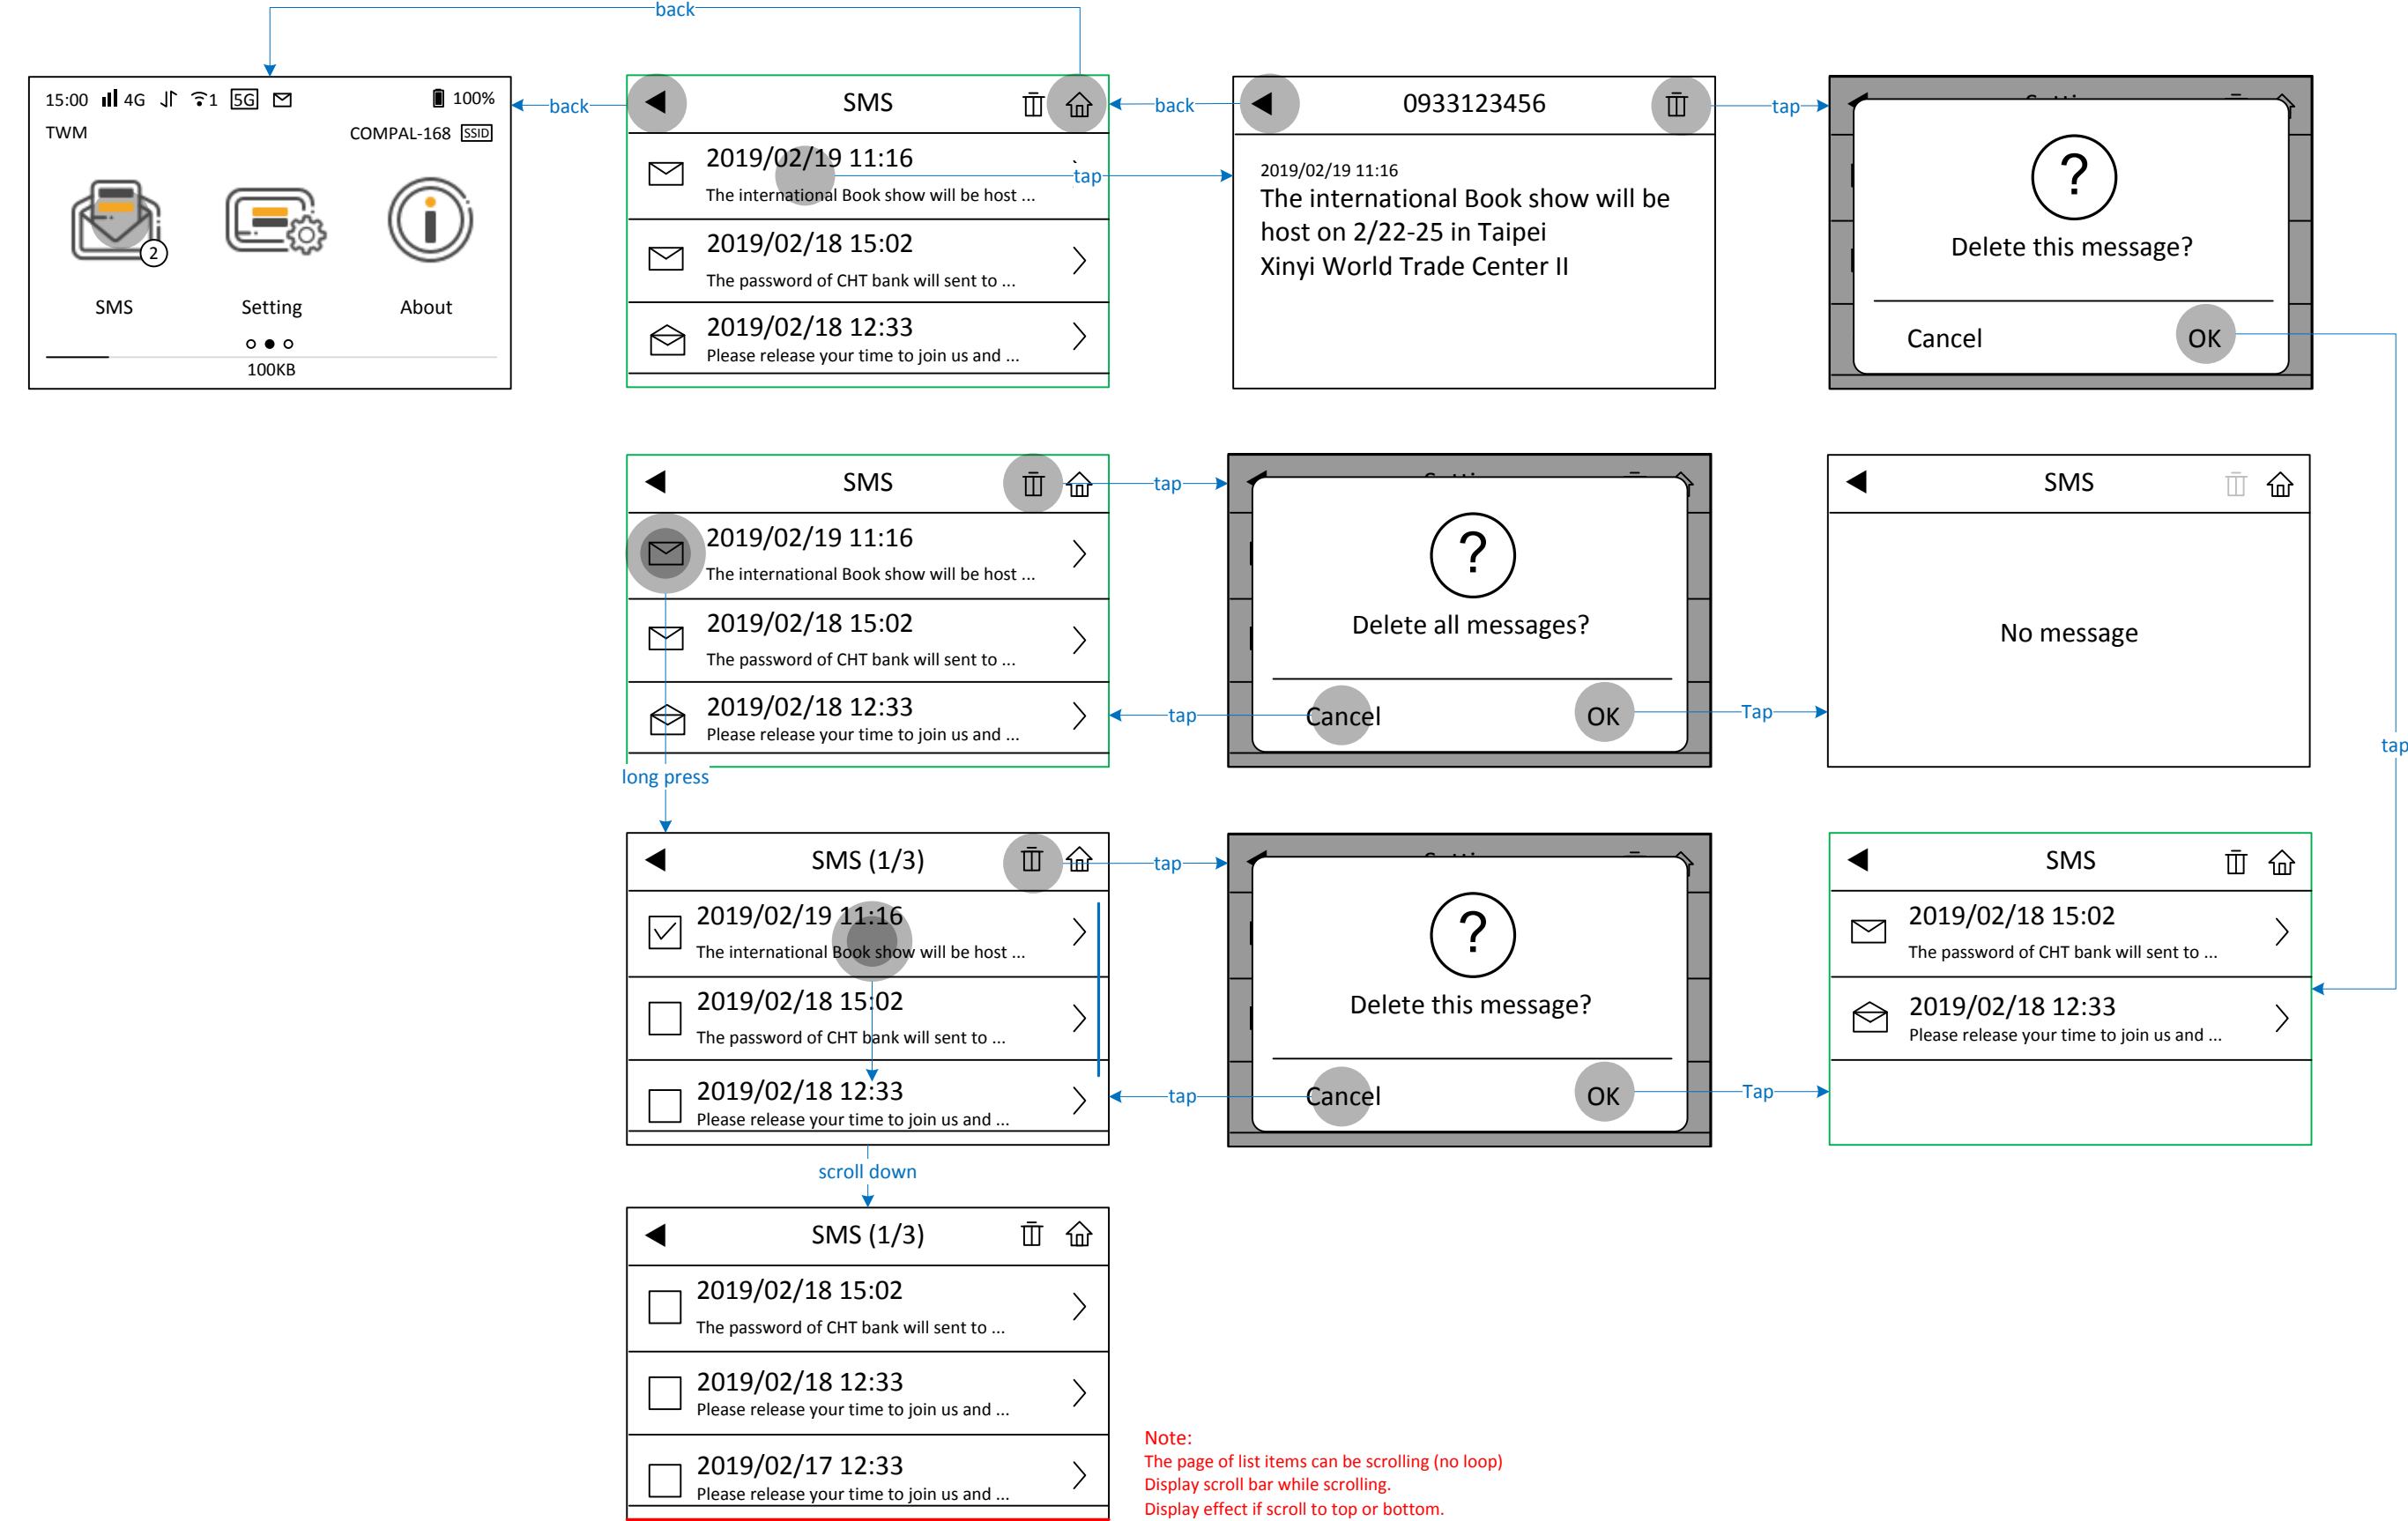 back
15:00 4G 1 5G 100%
TWM COMPAL-168 SSID
2
SMS Setting About
100KB
back
SMS
2019/02/19 11:16
The international Book show will be host ...
2019/02/18 15:02
The password of CHT bank will sent to ...
2019/02/18 12:33
Please release your time to join us and ...
back
tap
0933123456
2019/02/19 11:16
The international Book show will be
host on 2/22-25 in Taipei
Xinyi World Trade Center II
tap
?
Delete this message?
Cancel OK
tap
SMS
2019/02/19 11:16
The international Book show will be host ...
2019/02/18 15:02
The password of CHT bank will sent to ...
2019/02/18 12:33
Please release your time to join us and ...
tap
tap
?
Delete all messages?
Cancel OK
Tap
SMS
No message
long press
SMS (1/3)
2019/02/19 11:16
The international Book show will be host ...
2019/02/18 15:02
The password of CHT bank will sent to ...
2019/02/18 12:33
Please release your time to join us and ...
tap
tap
?
Delete this message?
Cancel OK
Tap
SMS
2019/02/18 15:02
The password of CHT bank will sent to ...
2019/02/18 12:33
Please release your time to join us and ...
scroll down
SMS (1/3)
2019/02/18 15:02
The password of CHT bank will sent to ...
2019/02/18 12:33
Please release your time to join us and ...
2019/02/17 12:33
Please release your time to join us and ...
Note:
The page of list items can be scrolling (no loop)
Display scroll bar while scrolling.
Display effect if scroll to top or bottom.